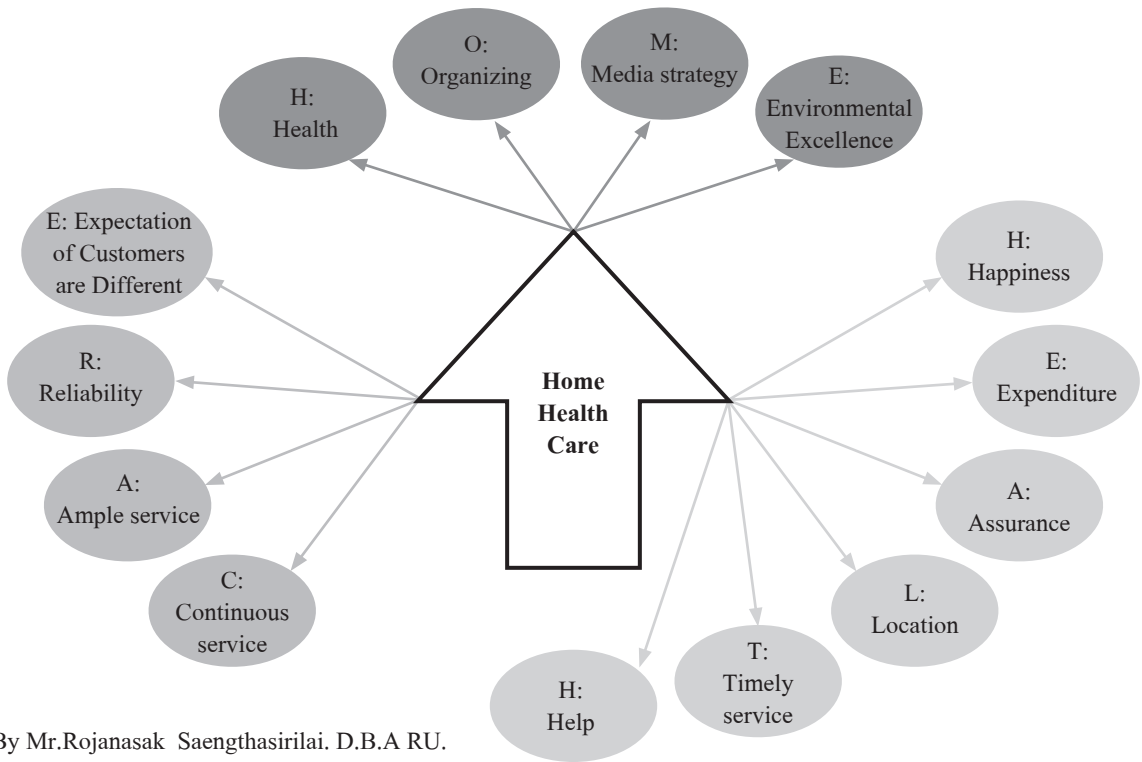 H:
Health
O:
Organizing
M:
Media strategy
E:
Environmental
Excellence
H:
Happiness
E:
Expenditure
A:
Assurance
L:
Location
T:
Timely
service
H:
Help
C:
Continuous
service
A:
Ample service
R:
Reliability
E: Expectation
of Customers
are Different
Home
Health
Care
By Mr.Rojanasak Saengthasirilai. D.B.A RU.